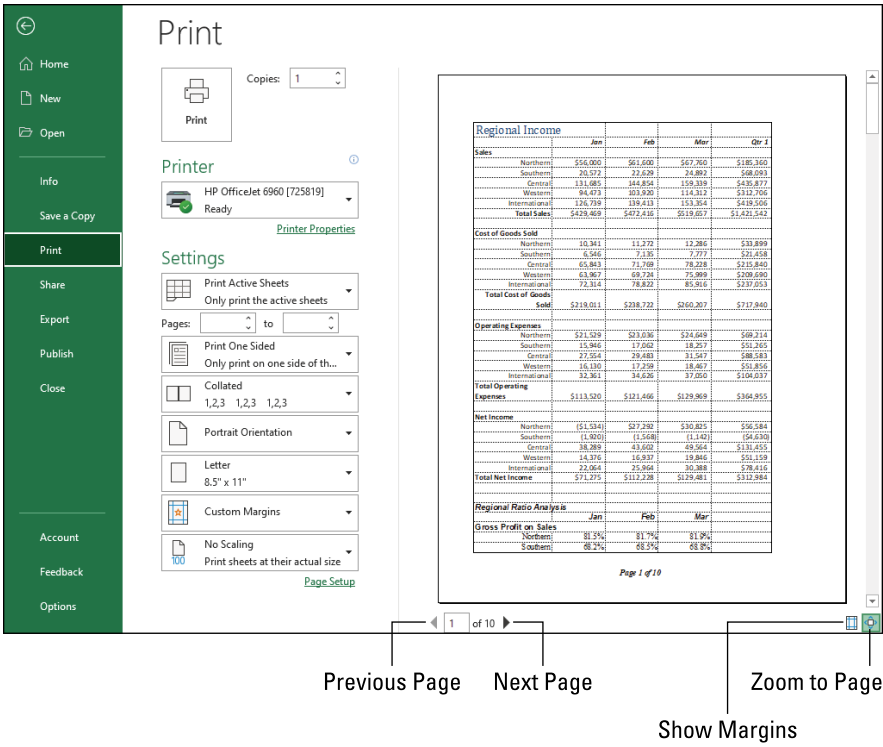 Print
Home
New
Open
Info
Save a Copy
Print
Share
Export
Publish
Close
Account
Feedback
Options
Print
Copies: 1
Printer
HP OfficeJet 6960 [725819]
Ready
Printer Properties
Settings
Print Active Sheets
Only print the active sheets
Pages: to
Print One Sided
Only print on one side of th...
Collated
1,2,3 1,2,3 1,2,3
Portrait Orientation
Letter
8.5" x 11"
Custom Margins
100
No Scaling
Print sheets at their actual size
Page Setup
Regional Income
Jan Feb Mar Qtr 1
Sales
Northern $56,000 $61,600 $67,760 $185,360
Southern 20,572 22,629 24,892 $68,093
Central 131,685 144,854 159,339 $435,877
Western 94,473 103,920 114,312 $312,706
International 126,739 139,413 153,354 $419,506
Total Sales $429,469 $472,416 $519,657 $1,421,542
Cost of Goods Sold
Northern 10,341 11,272 12,286 $33,899
Southern 6,546 7,135 7,777 $21,458
Central 65,843 71,769 78,228 $215,840
Western 63,967 69,724 75,999 $209,690
International 72,314 78,822 85,916 $237,053
Total Cost of Goods
Sold $219,011 $238,722 $260,207 $717,940
Operating Expenses
Northern $21,529 $23,036 $24,649 $69,214
Southern 15,946 17,062 18,257 $51,265
Central 27,554 29,483 31,547 $88,583
Western 16,130 17,259 18,467 $51,856
International 32,361 34,626 37,050 $104,037
Total Operating
Expenses $113,520 $121,466 $129,969 $364,955
Net Income
Northern ($1,534) $27,292 $30,825 $56,584
Southern (1,920) (1,568) (1,142) ($4,630)
Central 38,289 43,602 49,564 $131,455
Western 14,376 16,937 19,846 $51,159
International 22,064 25,964 30,388 $78,416
Total Net Income $71,275 $112,228 $129,481 $312,984
Regional Ratio Analysis
Jan Feb Mar
Gross Profit on Sales
Northern 81.5% 81.7% 81.9%
Southern 68.2% 68.5% 68.8%
Page 1 of 10
1 of 10
Previous Page
Next Page
Zoom to Page
Show Margins